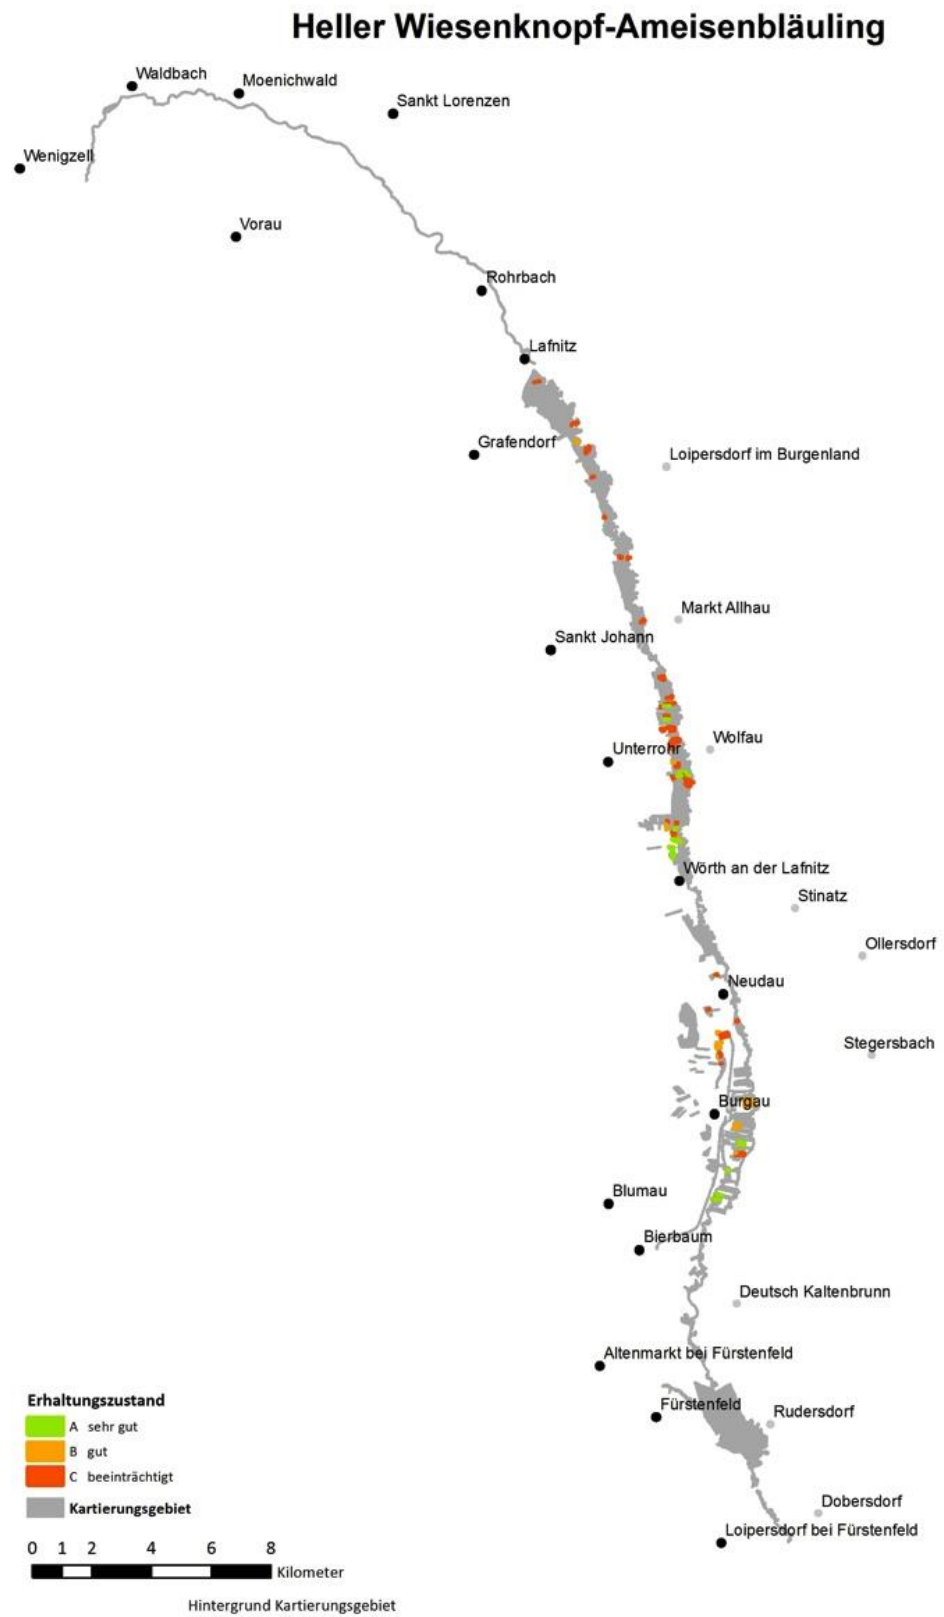 Heller Wiesenknopf-Ameisenbläuling
Waldbach
Moenichwald
Sankt Lorenzen
Wenigzell
Vorau
Rohrbach
Lafnitz
Grafendorf
Loipersdorf im Burgenland
Markt Allhau
Sankt Johann
Wolfau
Unterrohr
Wörth an der Lafnitz
Stinatz
Ollersdorf
Neudau
Stegersbach
Burgau
Blumau
Bierbaum
Deutsch Kaltenbrunn
Altenmarkt bei Fürstenfeld
Fürstenfeld
Rudersdorf
Dobersdorf
Loipersdorf bei Fürstenfeld
Erhaltungszustand
A sehr gut
B gut
C beeinträchtigt
Kartierungsgebiet
0 1 2 4 6 8
Kilometer
Hintergrund Kartierungsgebiet